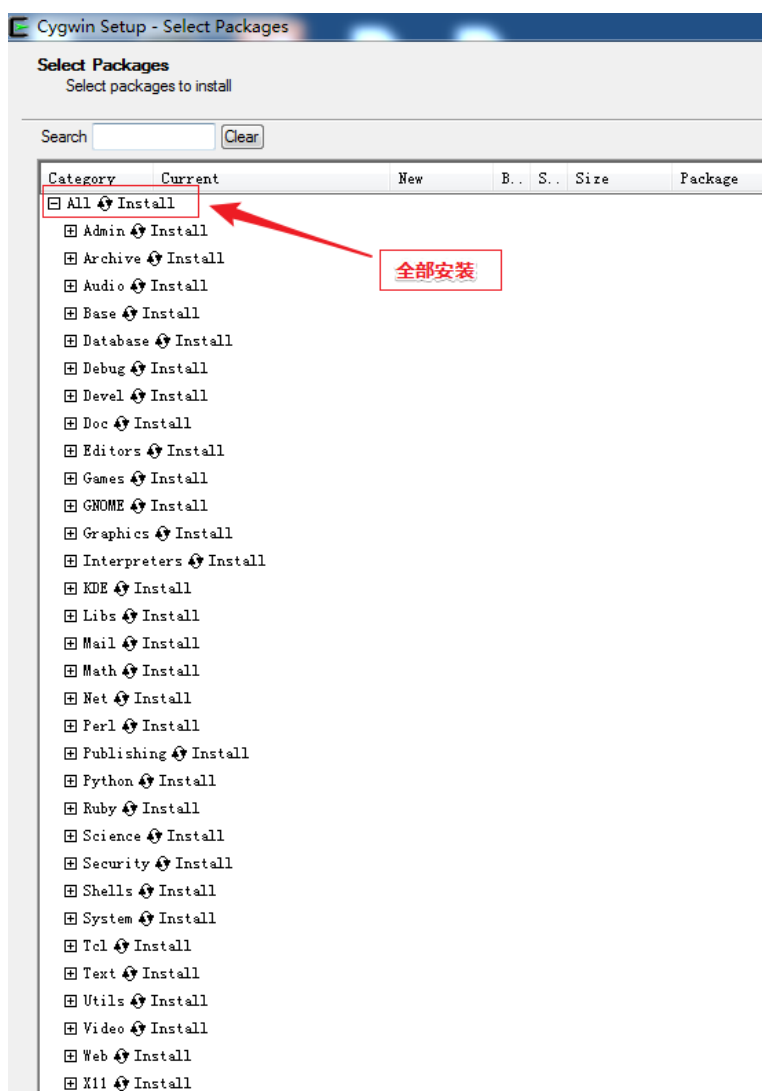 Cygwin Setup - Select Packages
Select Packages
Select packages to install
Search Clear
Category Current New B.. S.. Size Package
All Install
Admin Install
全部安装
Archive Install
Audio Install
Base Install
Database Install
Debug Install
Devel Install
Doc Install
Editors Install
Games Install
GNOME Install
Graphics Install
Interpreters Install
KDE Install
Libs Install
Mail Install
Math Install
Net Install
Perl Install
Publishing Install
Python Install
Ruby Install
Science Install
Security Install
Shells Install
System Install
Tcl Install
Text Install
Utils Install
Video Install
Web Install
X11 Install